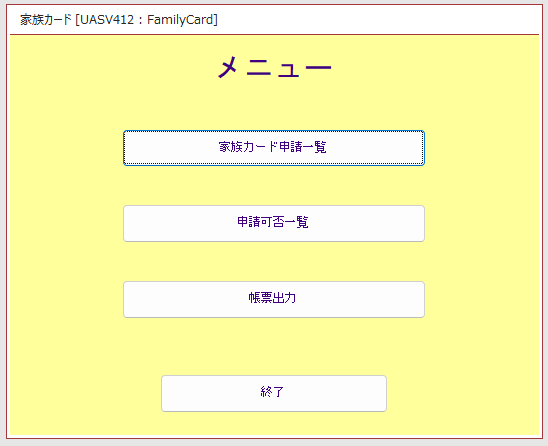 家族カード [UASV412 : FamilyCard]
メニュー
家族カード申請一覧
申請可否一覧
帳票出力
終了